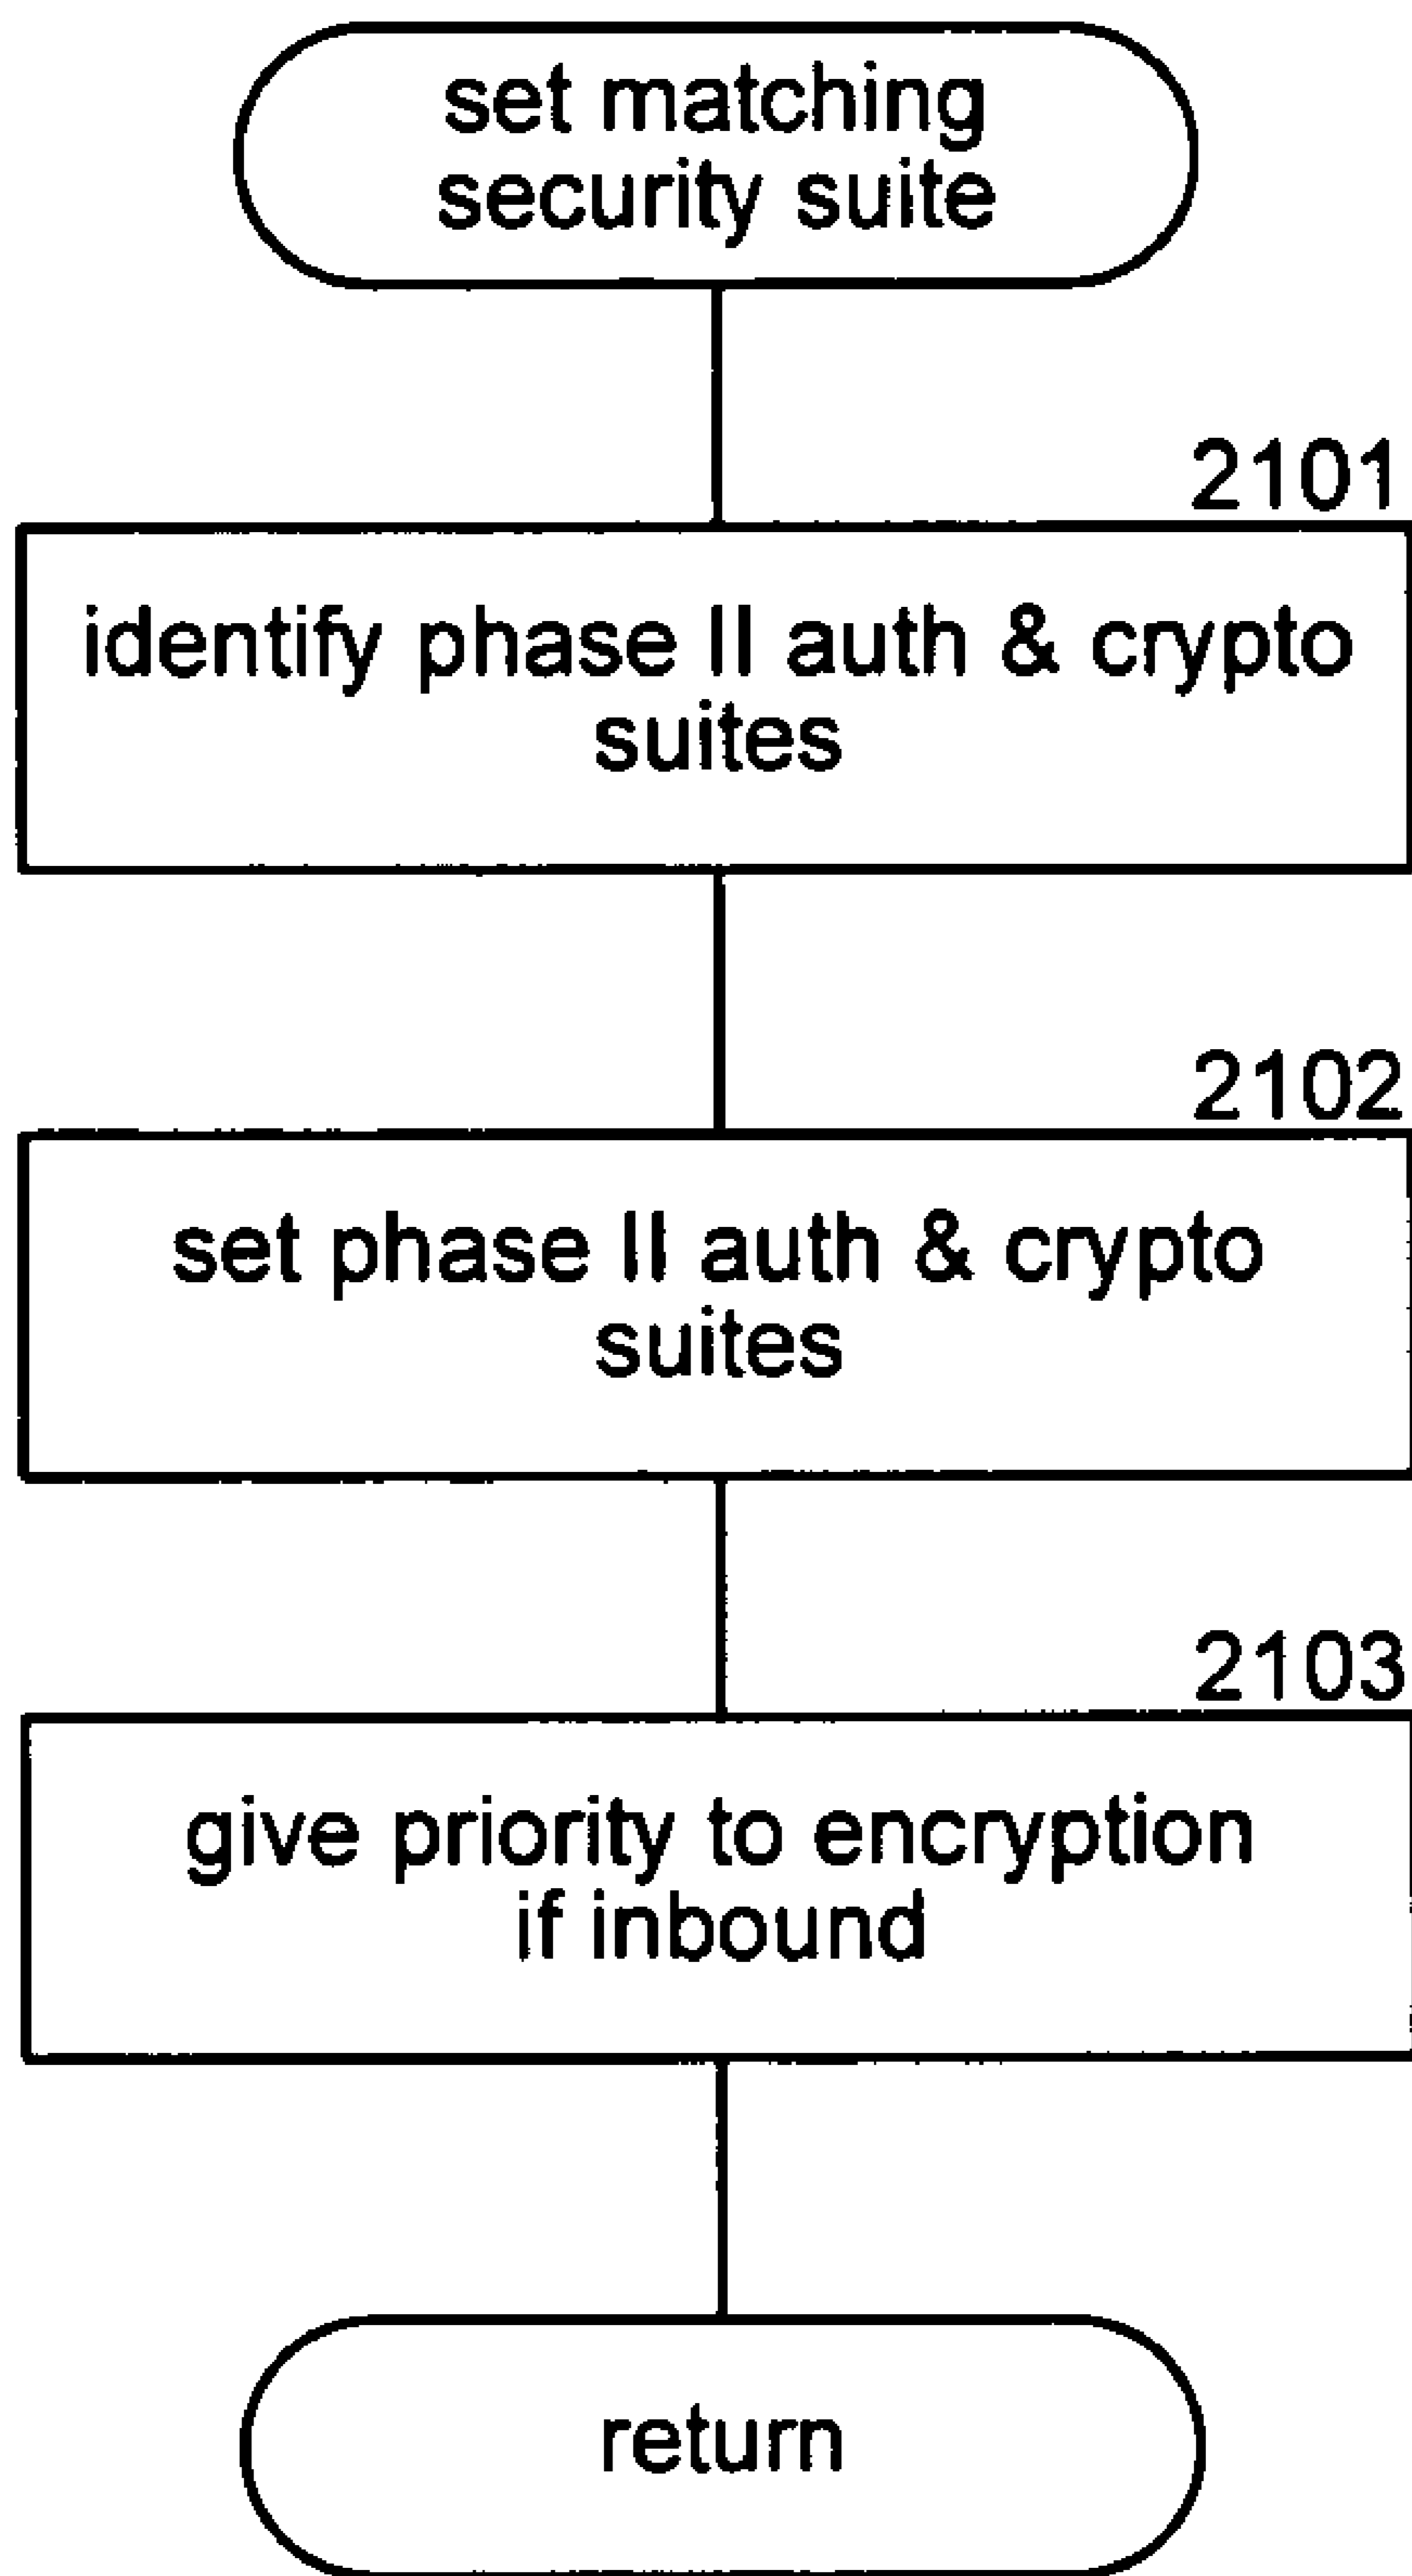 set matching
security suite
2101
identify phase II auth & crypto
suites
2102
set phase II auth & crypto
suites
2103
give priority to encryption
if inbound
return